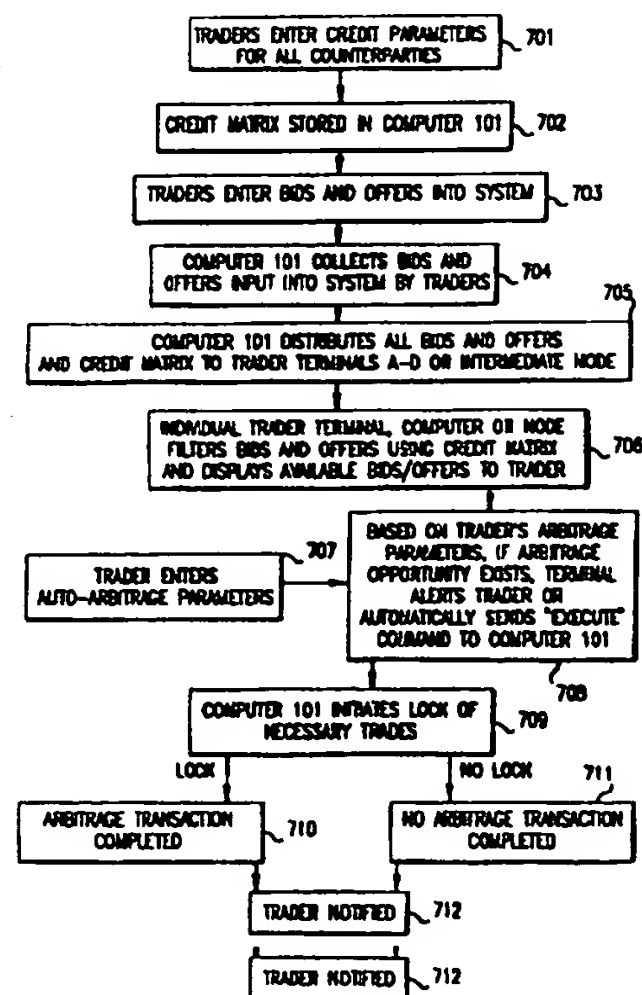 TRADERS ENTER CREDIT PARAMETERS
FOR ALL COUNTERPARTIES
701
CREDIT MATRIX STORED IN COMPUTER 101
702
TRADERS ENTER BIDS AND OFFERS INTO SYSTEM
703
COMPUTER 101 COLLECTS BIDS AND
OFFERS INPUT INTO SYSTEM BY TRADERS
704
705
COMPUTER 101 DISTRIBUTES ALL BIDS AND OFFERS
AND CREDIT MATRIX TO TRADER TERMINALS A-D OR INTERMEDIATE NODE
INDIVIDUAL TRADER TERMINAL, COMPUTER OR NODE
FILTERS BIDS AND OFFERS USING CREDIT MATRIX
AND DISPLAYS AVAILABLE BIDS/OFFERS TO TRADER
706
707
TRADER ENTERS
AUTO-ARBITRAGE PARAMETERS
BASED ON TRADER'S ARBITRAGE
PARAMETERS, IF ARBITRAGE
OPPORTUNITY EXISTS, TERMINAL
ALERTS TRADER OR
AUTOMATICALLY SENDS "EXECUTE"
COMMAND TO COMPUTER 101
708
COMPUTER 101 INITIATES LOCK OF
NECESSARY TRADES
709
LOCK
NO LOCK
711
ARBITRAGE TRANSACTION
COMPLETED
710
NO ARBITRAGE TRANSACTION
COMPLETED
TRADER NOTIFIED
712
TRADER NOTIFIED
712